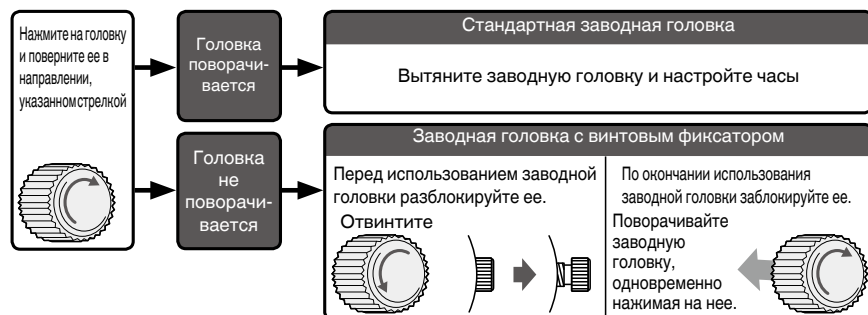 Нажмите на головку
и поверните ее в
направлении,
указанном стрелкой
Головка
поворачи-
вается
Стандартная заводная головка
Вытяните заводную головку и настройте часы
Головка
не
поворачи-
вается
Заводная головка с винтовым фиксатором
Перед использованием заводной
головки разблокируйте ее.
Отвинтите
По окончании использования
заводной головки заблокируйте ее.
Поворачивайте
заводную
головку,
одновременно
нажимая на нее.